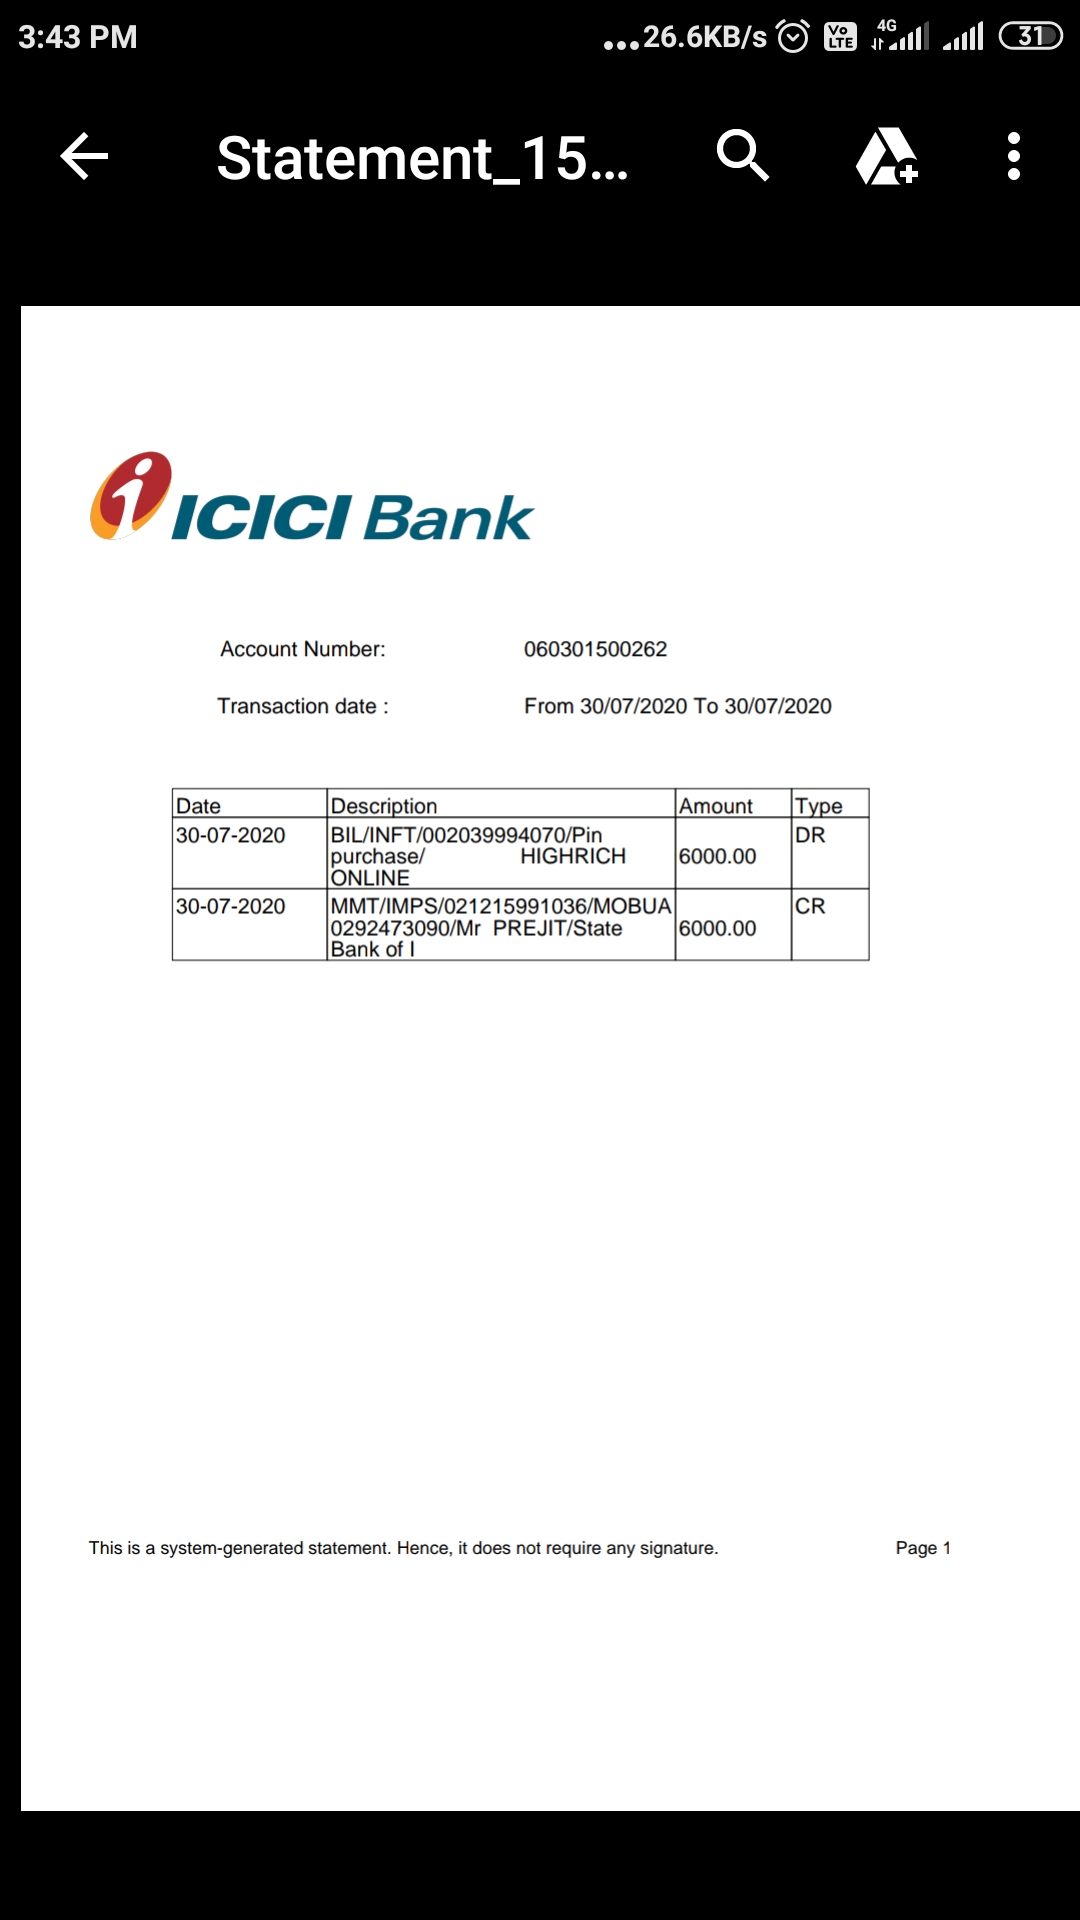 3:43 PM ...26.6KB/s Vo LTE 4G 31
Statement_15...
ICICI Bank
Account Number: 060301500262
Transaction date : From 30/07/2020 To 30/07/2020
Date Description Amount Type
30-07-2020 BIL/INFT/002039994070/Pin DR
purchase/ HIGHRICH 6000.00
ONLINE
30-07-2020 MMT/IMPS/021215991036/MOBUA CR
0292473090/Mr PREJIT/State 6000.00
Bank of I
This is a system-generated statement. Hence, it does not require any signature. Page 1